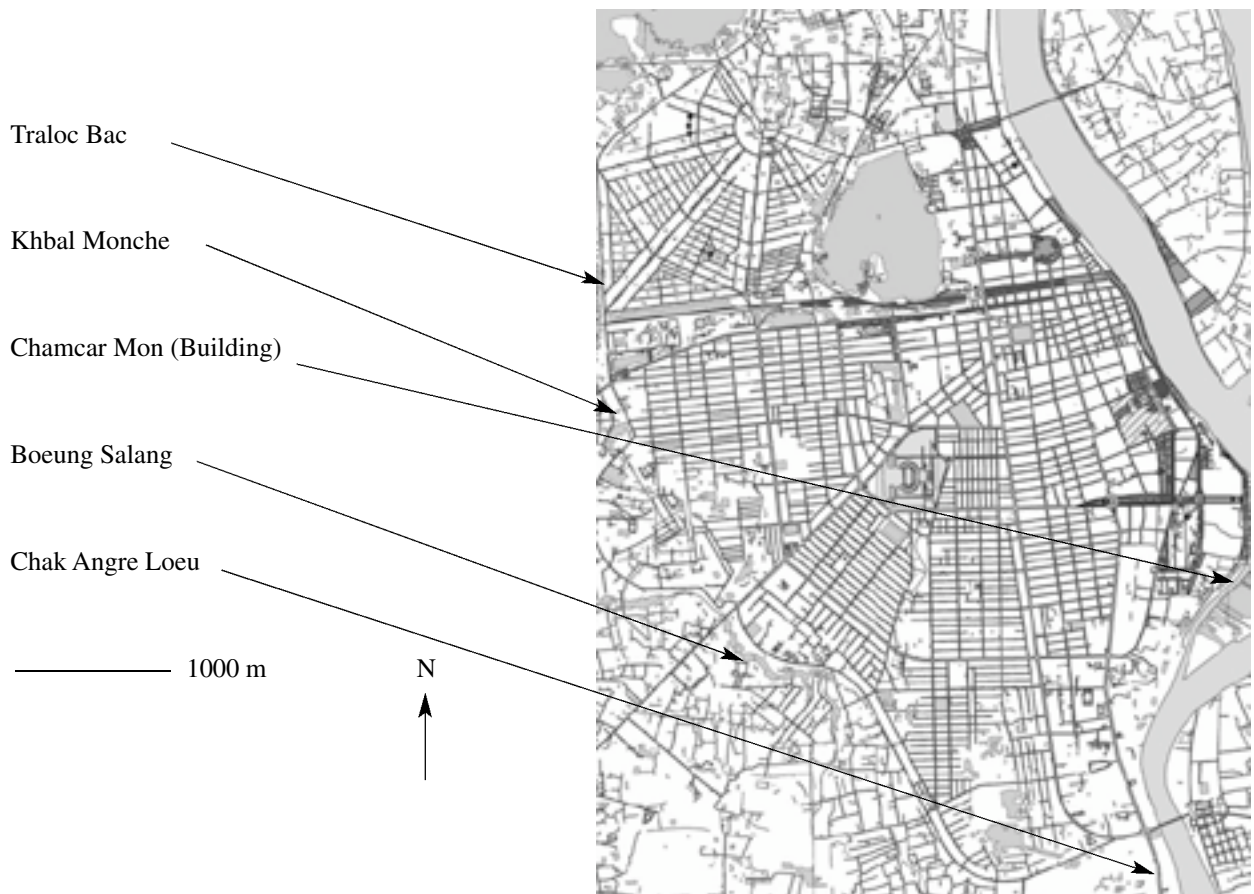 Traloc Bac
Khbal Monche
Chamcar Mon (Building)
Boeung Salang
Chak Angre Loeu
1000 m
N